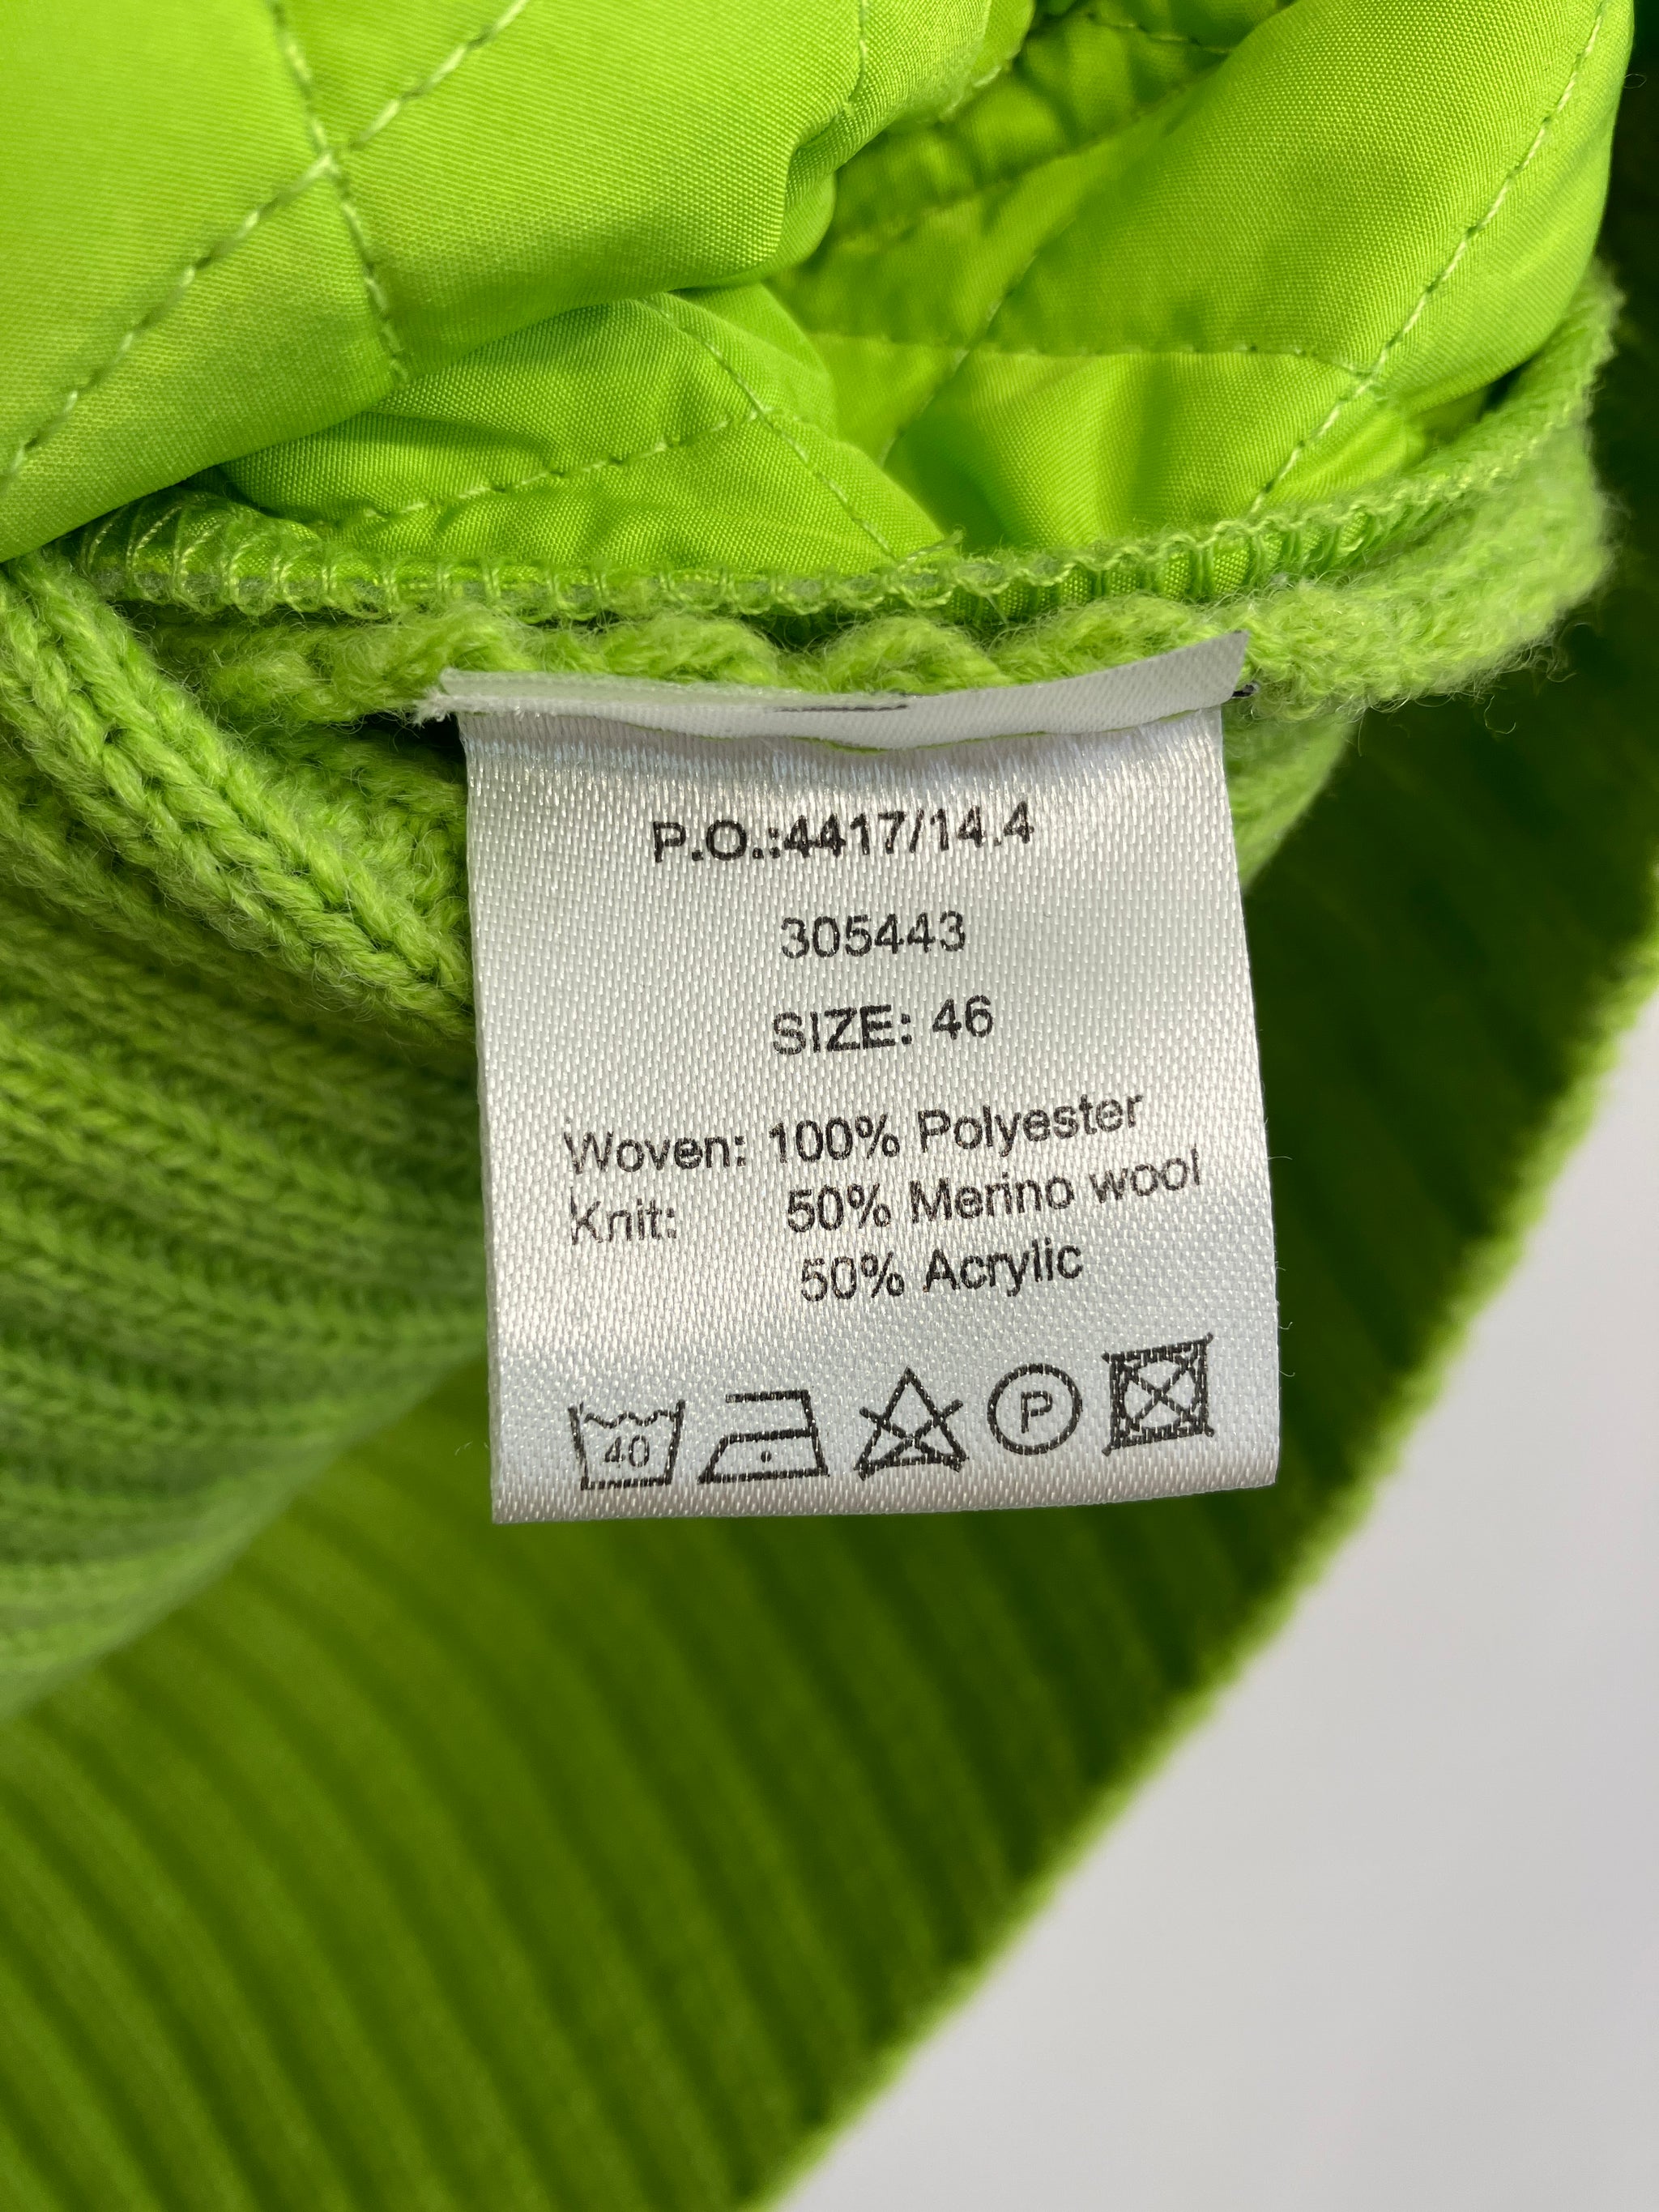 P.O.:4417/14.4
305443
SIZE: 46
Woven: 100% Polyester
Knit: 50% Merino wool
50% Acrylic
40 P